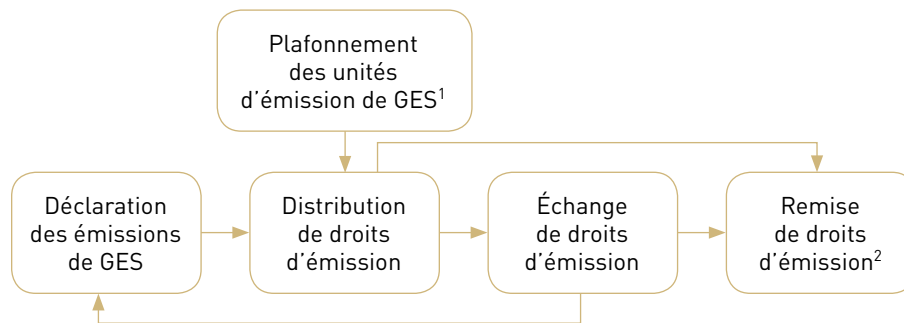 Plafonnement
des unités
d'émission de GES¹
Déclaration
des émissions
de GES
Distribution
de droits
d'émission
Échange
de droits
d'émission
Remise
de droits
d'émission²